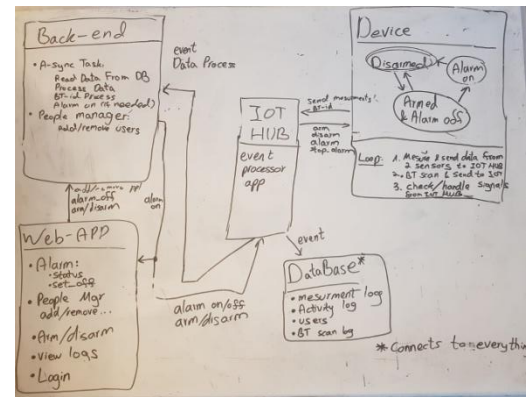 Back-end
• A-sync Task.
Read Data From DB
Process Data
BT-id Process
Alarm on (if needed)
• People manager:
add/remove users
event
Data Process
IOT
HUB
event
processor
app
send mesurments
BT-id
arm
disarm
alarm
stop alarm
Device
Disarmed
Alarm
on
Armed
& Alarm off
Loop: 1. Mesure & send data from
2 sensors to IOT HUB
2. BT scan & send to IoT
3. check/handle signals
from IoT Hub
alarm_off
arm/disarm
alarm
on
Web-APP
• Alarm:
• status
• set_off
• People Mgr
add/remove...
• Arm/disarm
• view logs
• Login
alarm on/off
arm/disarm
event
DataBase*
• mesurment log
• Activity log
• users
• BT scan log
* Connects to everything